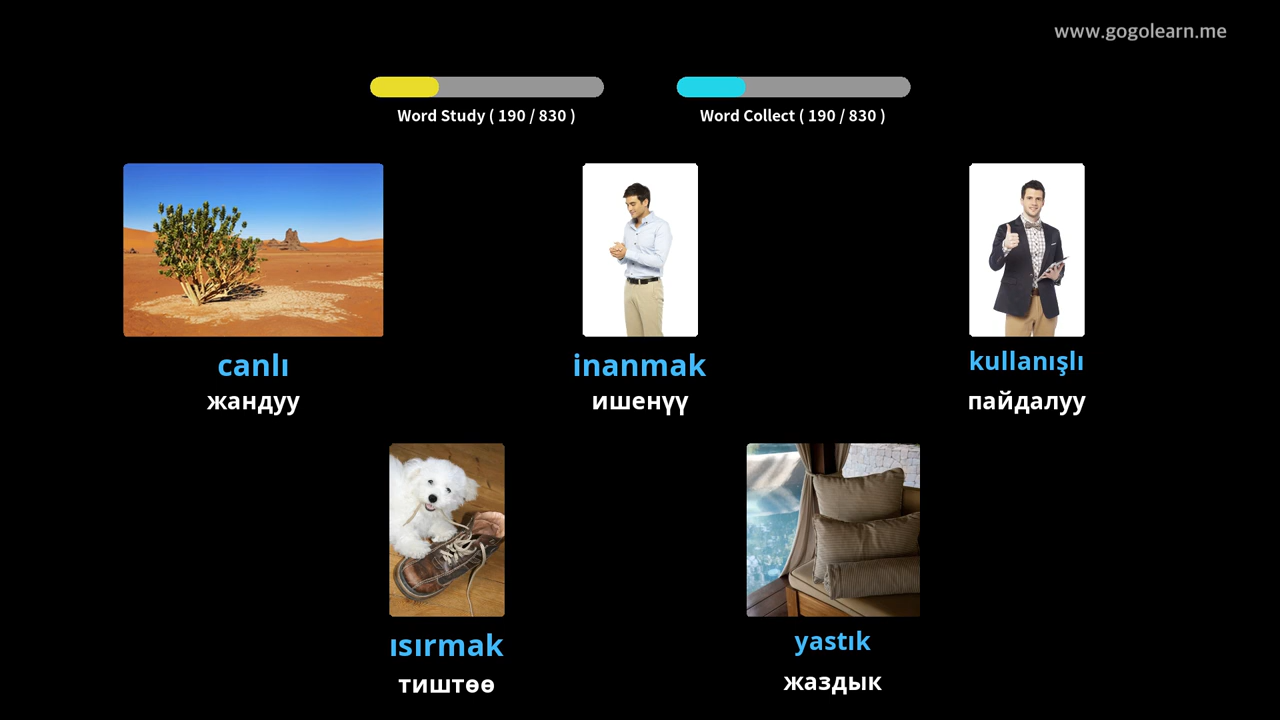 www.gogolearn.me
Word Study ( 190 / 830 )
Word Collect ( 190 / 830 )
canlı
жандуу
inanmak
ишенүү
kullanışlı
пайдалуу
ısırmak
тиштөө
yastık
жаздык